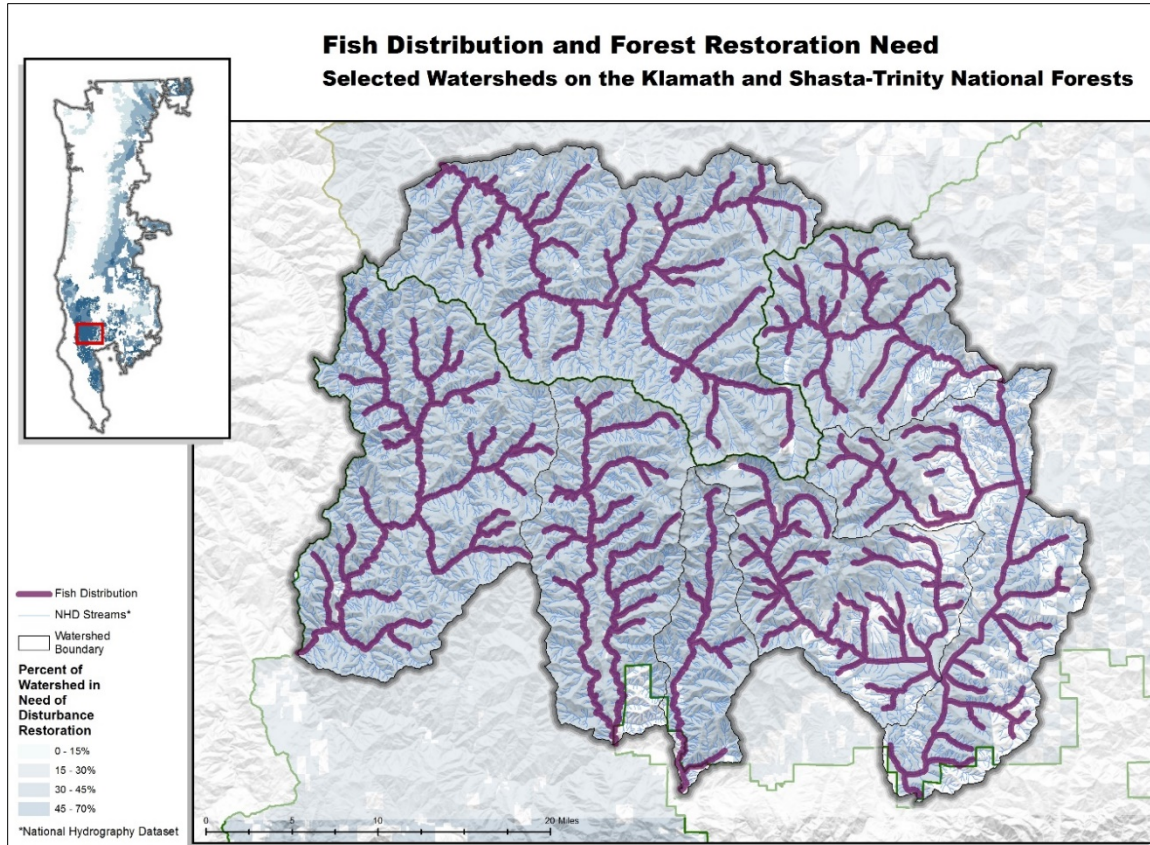 Fish Distribution and Forest Restoration Need
Selected Watersheds on the Klamath and Shasta-Trinity National Forests
Fish Distribution
NHD Streams*
Watershed
Boundary
Percent of
Watershed in
Need of
Disturbance
Restoration
0 - 15%
15 - 30%
30 - 45%
45 - 70%
*National Hydrography Dataset
0 5 10 20 Miles